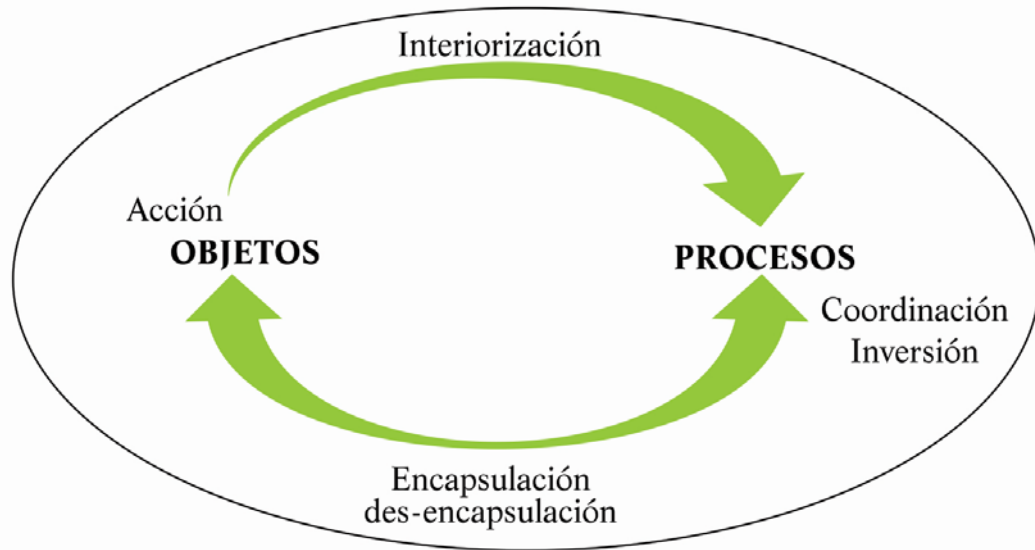 Interiorización
Acción
OBJETOS
PROCESOS
Coordinación
Inversión
Encapsulación
des-encapsulación